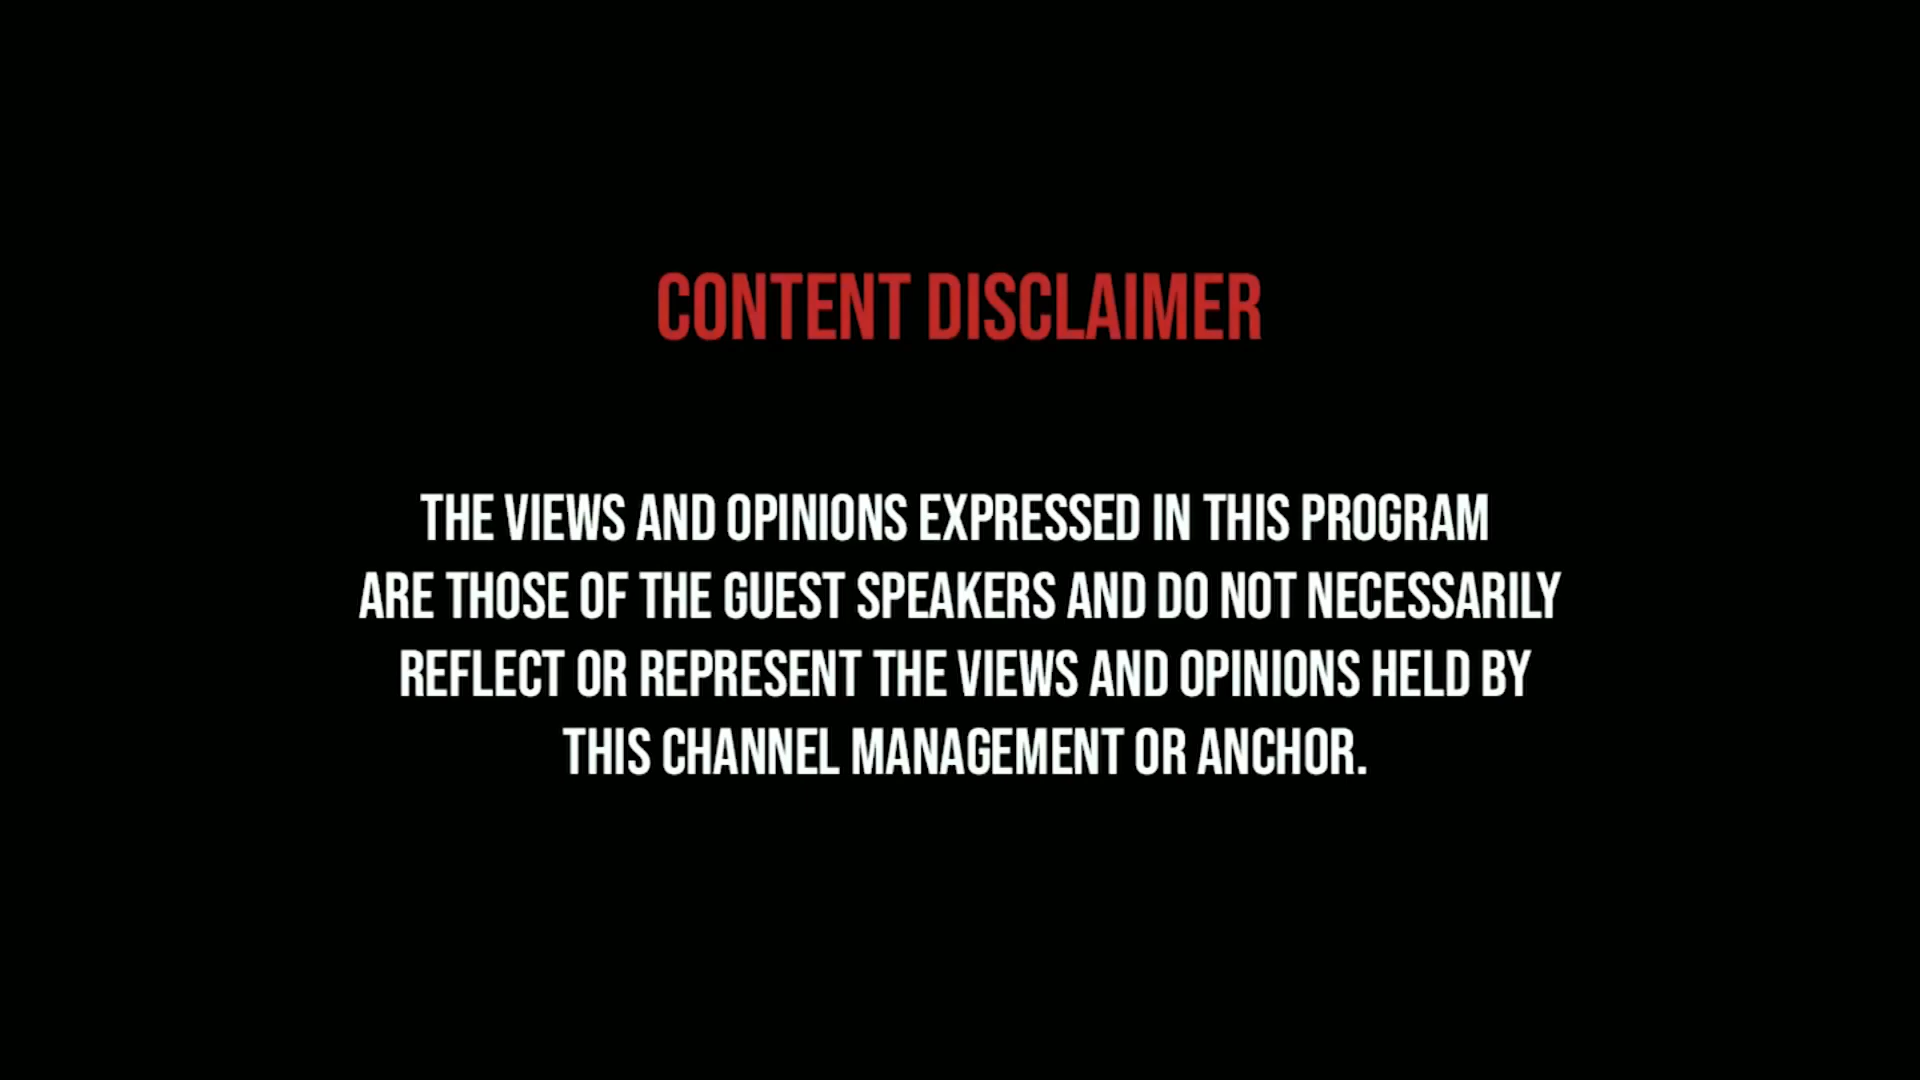 CONTENT DISCLAIMER
THE VIEWS AND OPINIONS EXPRESSED IN THIS PROGRAM
ARE THOSE OF THE GUEST SPEAKERS AND DO NOT NECESSARILY
REFLECT OR REPRESENT THE VIEWS AND OPINIONS HELD BY
THIS CHANNEL MANAGEMENT OR ANCHOR.